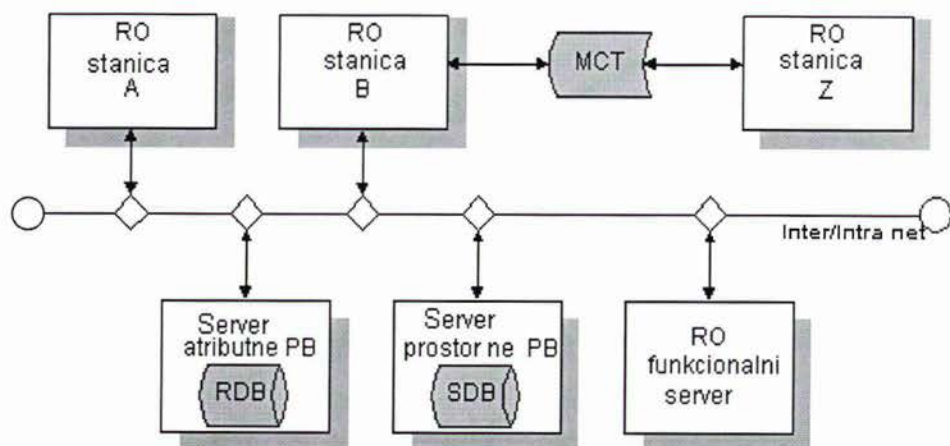 RO
stanica
A
RO
stanica
B
MCT
RO
stanica
Z
Inter/Intra net
Server
atributne PB
RDB
Server
prostor ne PB
SDB
RO
funkcionalni
server